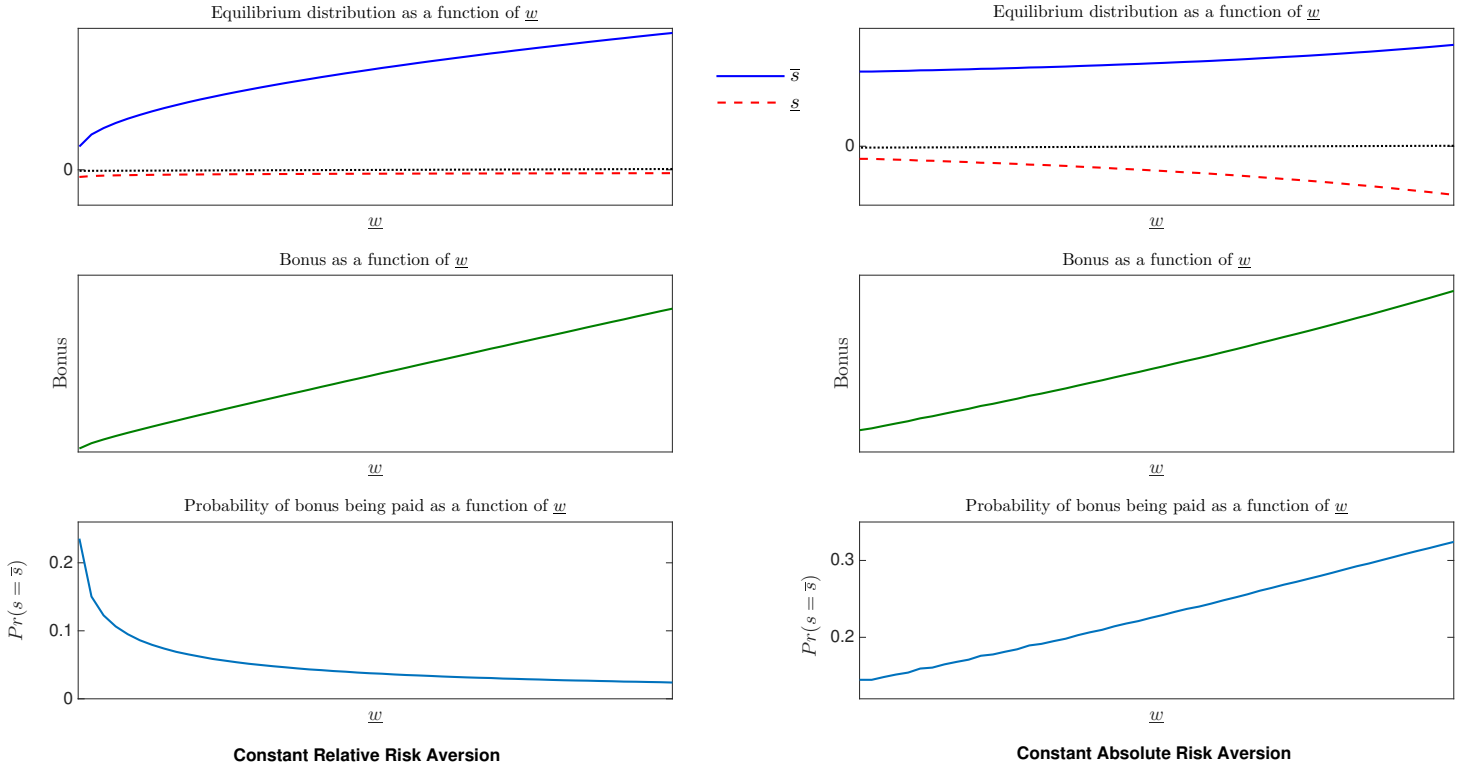 Equilibrium distribution as a function of w̲
0
w̲
s̅
s̲
Equilibrium distribution as a function of w̲
0
w̲
Bonus as a function of w̲
Bonus
w̲
Bonus as a function of w̲
Bonus
w̲
Probability of bonus being paid as a function of w̲
Pr(s = s̅)
0.2
0.1
0
w̲
Probability of bonus being paid as a function of w̲
Pr(s = s̅)
0.3
0.2
w̲
Constant Relative Risk Aversion
Constant Absolute Risk Aversion